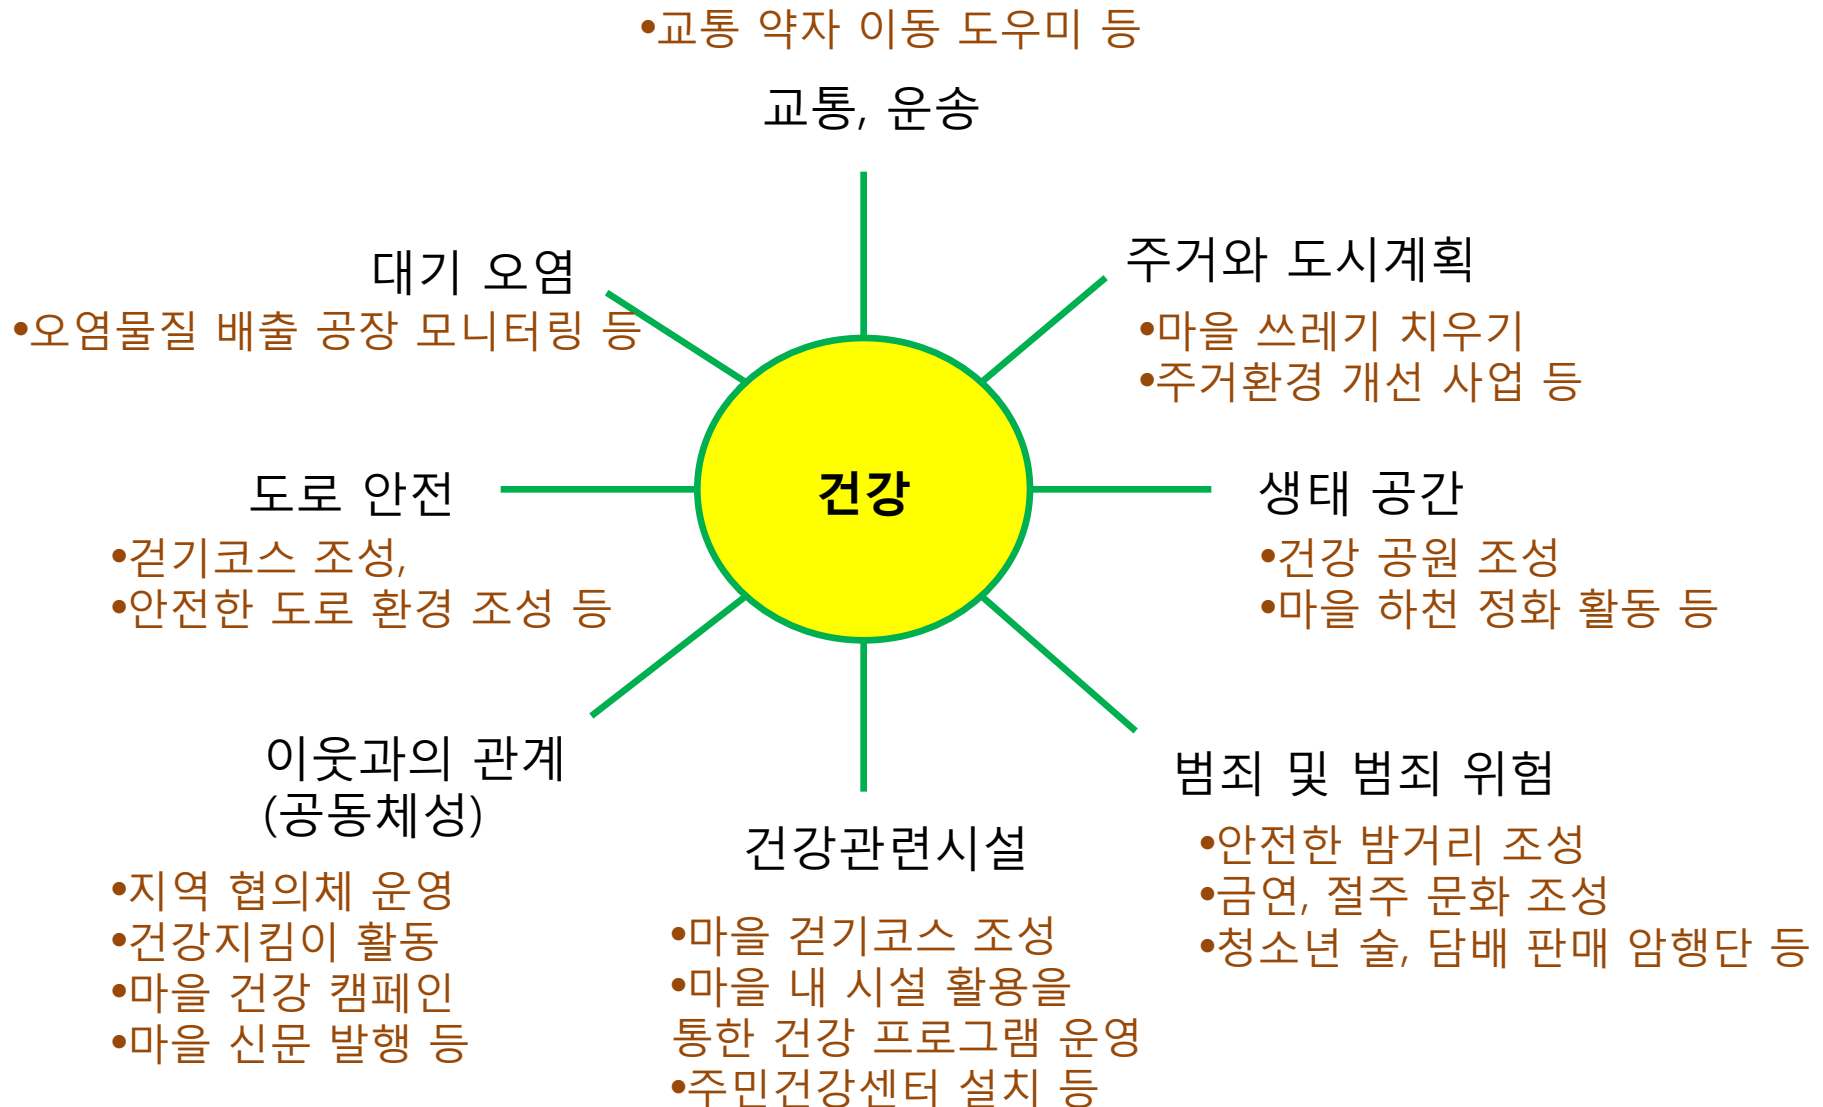 •교통 약자 이동 도우미 등
교통, 운송
대기 오염
•오염물질 배출 공장 모니터링 등
주거와 도시계획
•마을 쓰레기 치우기
•주거환경 개선 사업 등
도로 안전
•걷기코스 조성,
•안전한 도로 환경 조성 등
건강
생태 공간
•건강 공원 조성
•마을 하천 정화 활동 등
이웃과의 관계
(공동체성)
•지역 협의체 운영
•건강지킴이 활동
•마을 건강 캠페인
•마을 신문 발행 등
건강관련시설
•마을 걷기코스 조성
•마을 내 시설 활용을
통한 건강 프로그램 운영
•주민건강센터 설치 등
범죄 및 범죄 위험
•안전한 밤거리 조성
•금연, 절주 문화 조성
•청소년 술, 담배 판매 암행단 등